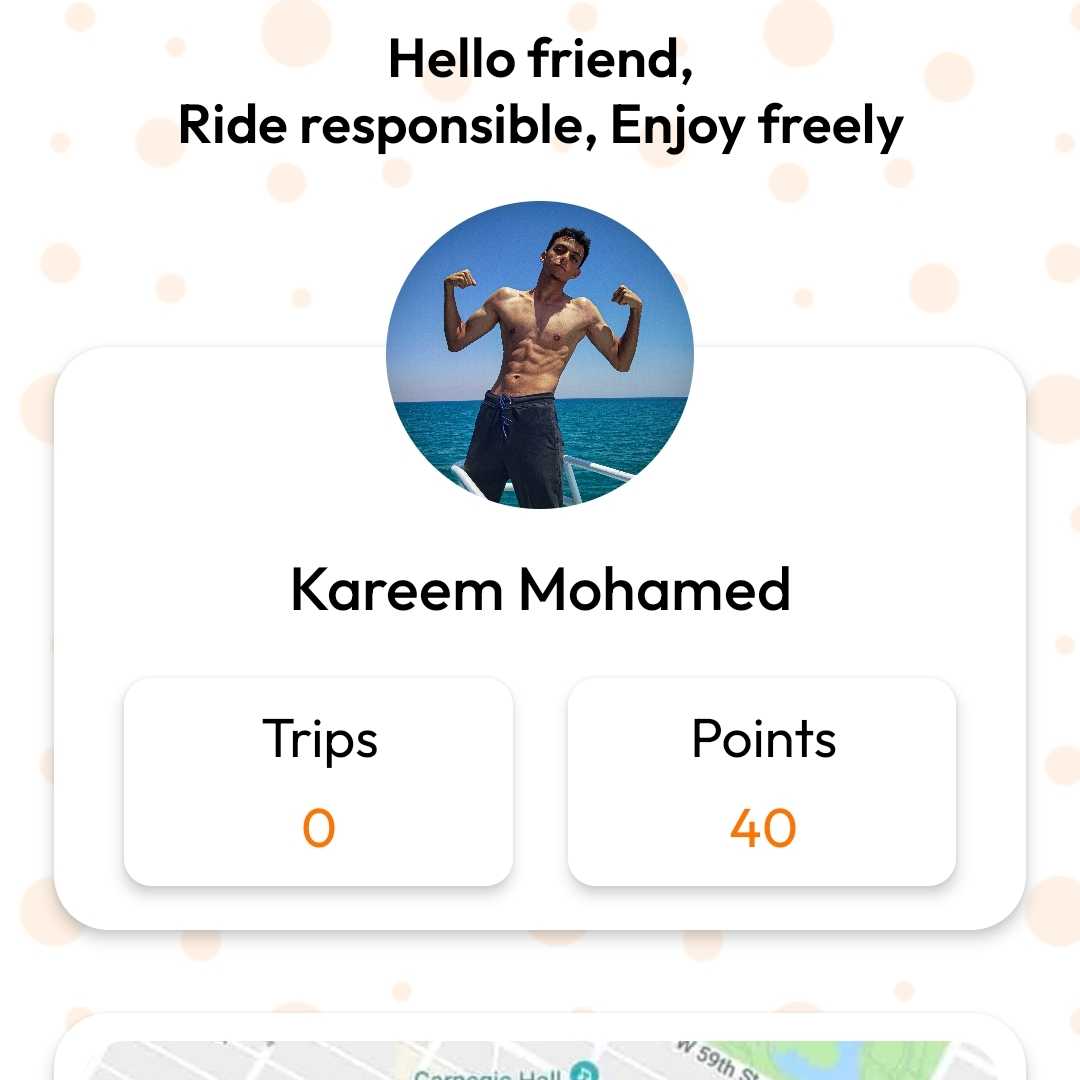 Hello friend,
Ride responsible, Enjoy freely
Kareem Mohamed
Trips
Points
0
40
W 59th St
Carnegie Hall